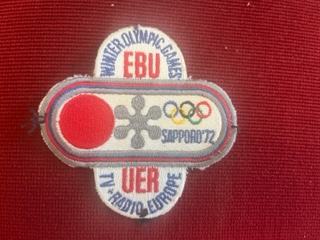 WINTER OLYMPIC GAMES
EBU
SAPPORO'72
UER
TV + RADIO - EUROPE